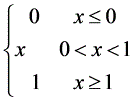 0 x ≤ 0
x 0 < x < 1
1 x ≥ 1